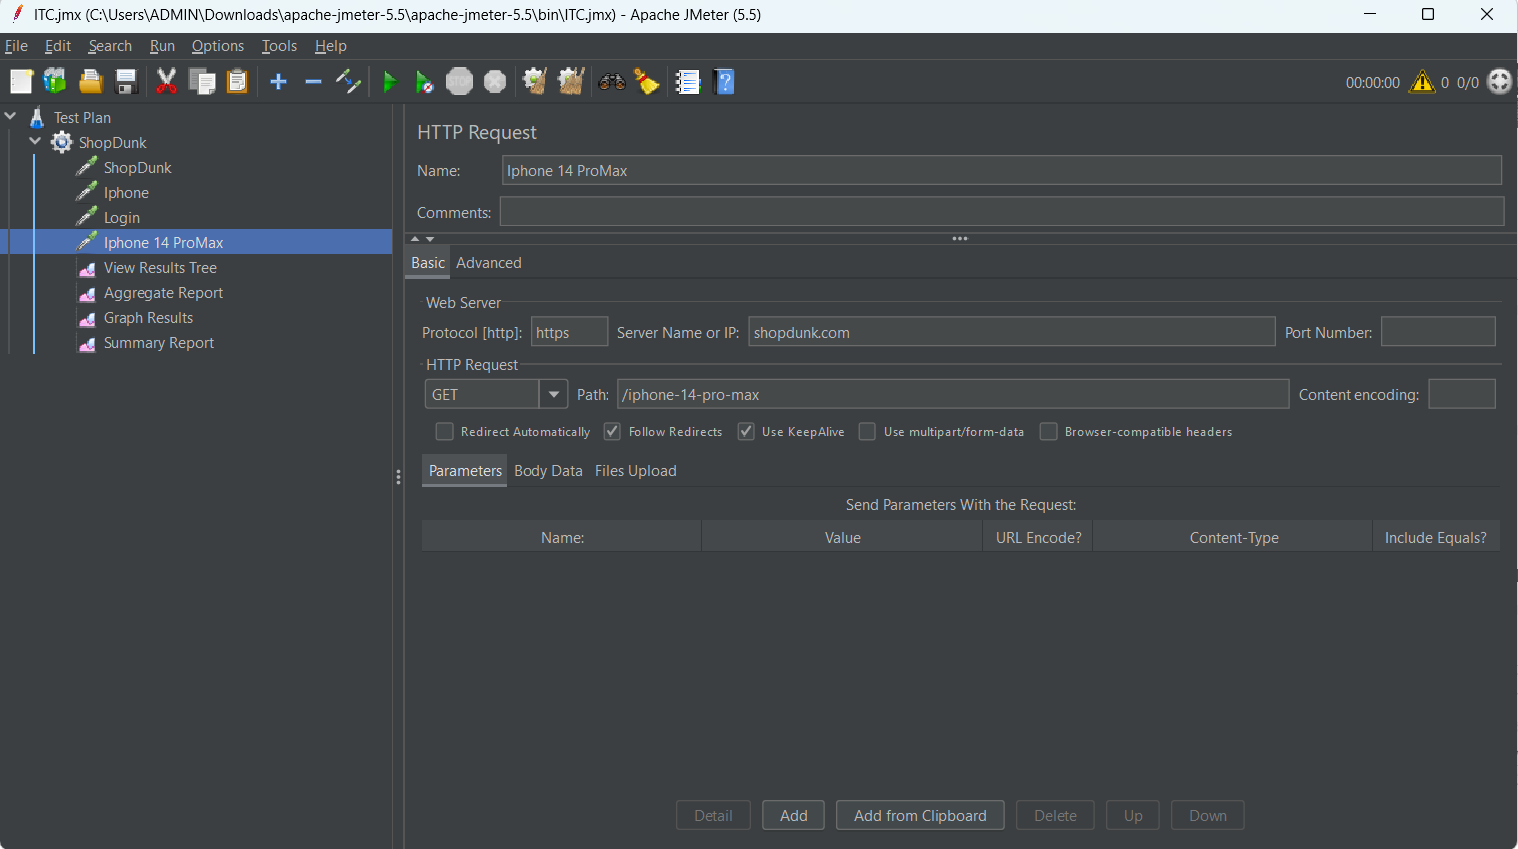 ITC.jmx (C:\Users\ADMIN\Downloads\apache-jmeter-5.5\apache-jmeter-5.5\bin\ITC.jmx) - Apache JMeter (5.5)
File Edit Search Run Options Tools Help
STOP 00:00:00 0 0/0
Test Plan
ShopDunk
ShopDunk
Iphone
Login
Iphone 14 ProMax
View Results Tree
Aggregate Report
Graph Results
Summary Report
HTTP Request
Name: Iphone 14 ProMax
Comments:
Basic Advanced
Web Server
Protocol [http]: https Server Name or IP: shopdunk.com Port Number:
HTTP Request
GET Path: /iphone-14-pro-max Content encoding:
Redirect Automatically Follow Redirects Use KeepAlive Use multipart/form-data Browser-compatible headers
Parameters Body Data Files Upload
Send Parameters With the Request:
Name: Value URL Encode? Content-Type Include Equals?
Detail Add Add from Clipboard Delete Up Down